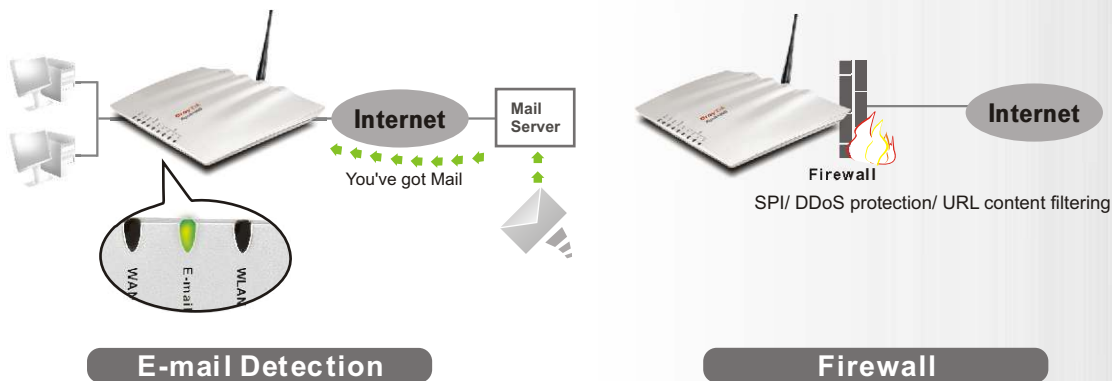 Internet
Mail
Server
You've got Mail
WAN
E-mail
WLAN
E-mail Detection
DrayTek
Internet
Firewall
SPI/ DDoS protection/ URL content filtering
Firewall